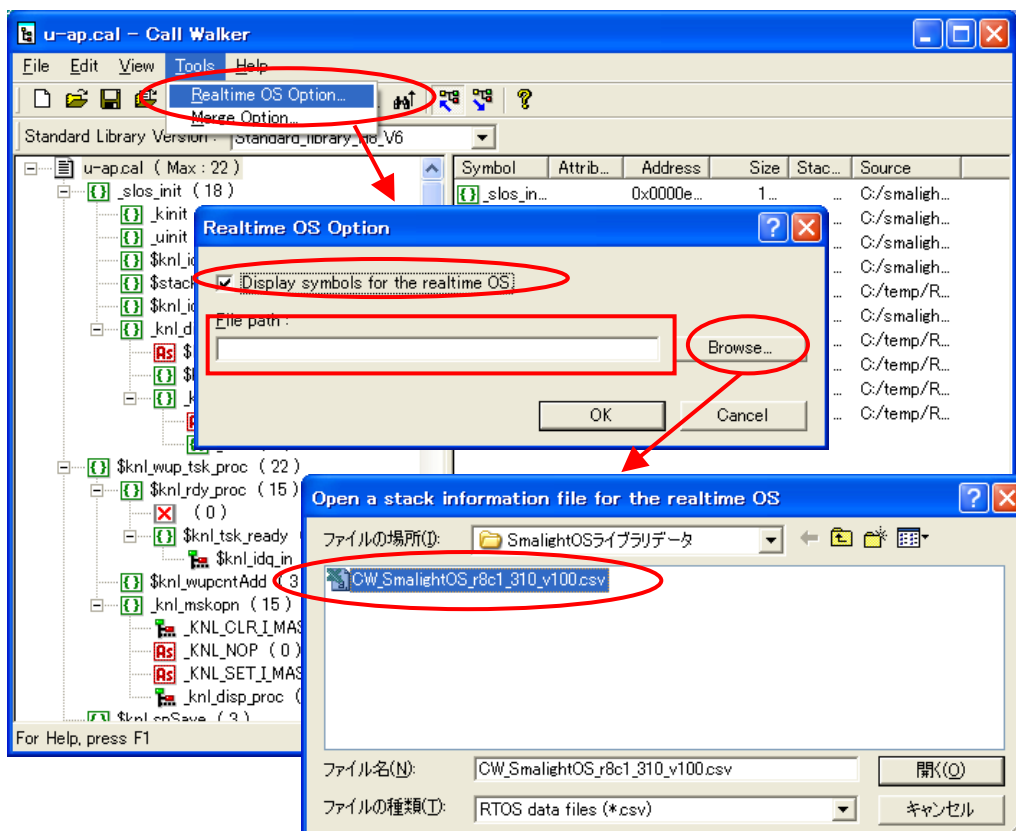 u-ap.cal - Call Walker
File Edit View Tools Help
Realtime OS Option...
Merge Option...
Standard Library Version : Standard_library_H8_V6
u-ap.cal ( Max : 22 )
_slos_init ( 18 )
_kinit
_uinit
$knl_id
$stack
$knl_id
_knl_d
$
$k
_k
$knl_wup_tsk_proc ( 22 )
$knl_rdy_proc ( 15 )
( 0 )
$knl_tsk_ready
$knl_idq_in
$knl_wupcntAdd ( 3
_knl_mskopn ( 15 )
_KNL_CLR_I_MAS
_KNL_NOP ( 0 )
_KNL_SET_I_MAS
_knl_disp_proc (
$knl_spSave ( 3 )
For Help, press F1
Symbol Attrib... Address Size Stac... Source
_slos_in... 0x0000e... 1... ... C:/smaligh...
... C:/smaligh...
... C:/smaligh...
... C:/smaligh...
... C:/temp/R...
... C:/smaligh...
... C:/temp/R...
... C:/temp/R...
... C:/temp/R...
... C:/temp/R...
Realtime OS Option
Display symbols for the realtime OS
File path :
Browse...
OK Cancel
Open a stack information file for the realtime OS
ファイルの場所(I): SmalightOSライブラリデータ
CW_SmalightOS_r8c1_310_v100.csv
ファイル名(N): CW_SmalightOS_r8c1_310_v100.csv 開く(O)
ファイルの種類(T): RTOS data files (*.csv) キャンセル